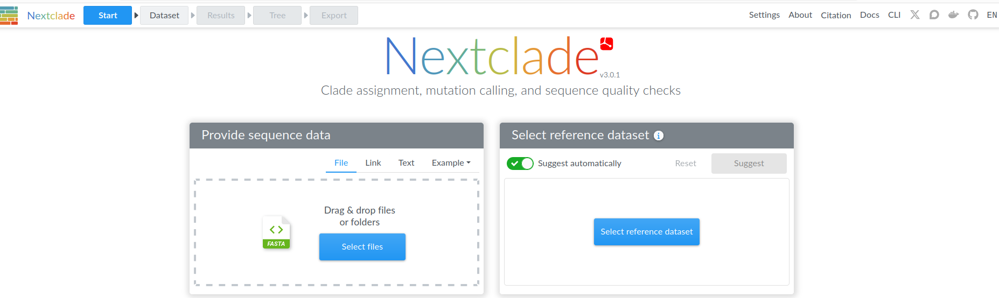 Nextclade Start Dataset Results Tree Export Settings About Citation Docs CLI EN
Nextclade
v3.0.1
Clade assignment, mutation calling, and sequence quality checks
Provide sequence data
File Link Text Example
Drag & drop files
or folders
FASTA
Select files
Select reference dataset i
Suggest automatically Reset Suggest
Select reference dataset